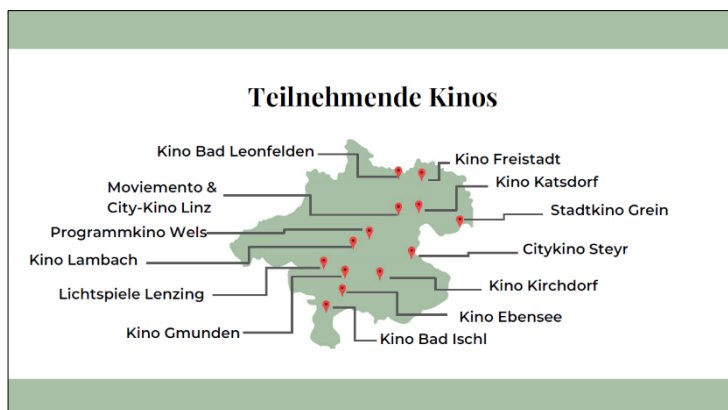 Teilnehmende Kinos
Kino Bad Leonfelden
Kino Freistadt
Moviemento &
City-Kino Linz
Kino Katsdorf
Stadtkino Grein
Programmkino Wels
Citykino Steyr
Kino Lambach
Lichtspiele Lenzing
Kino Kirchdorf
Kino Ebensee
Kino Gmunden
Kino Bad Ischl